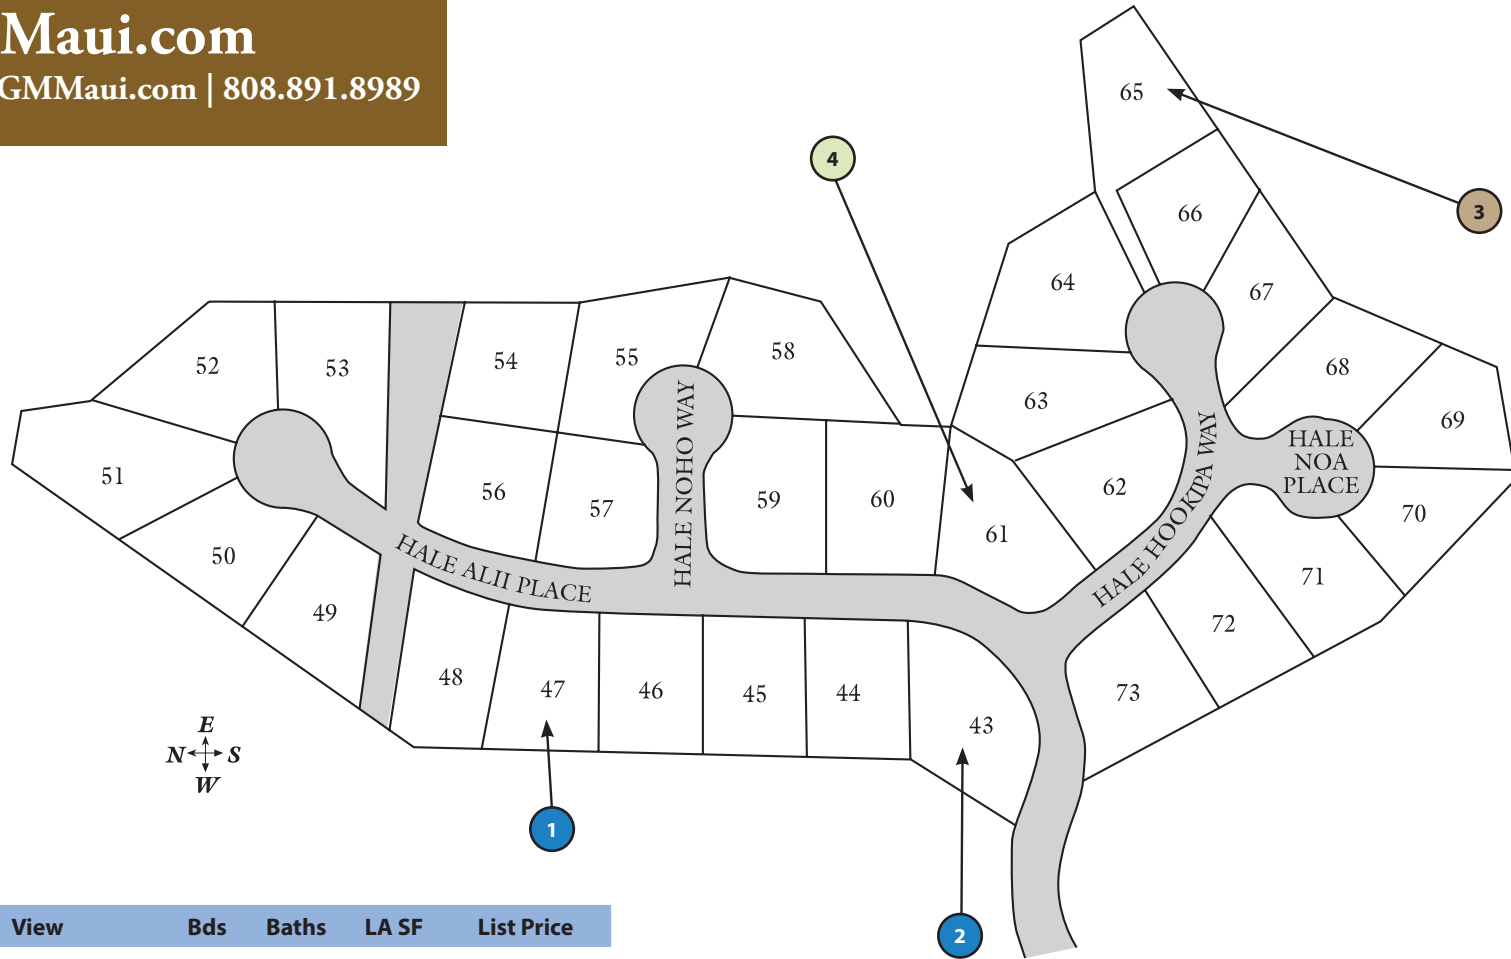 Maui.com
GMMaui.com | 808.891.8989
65
4
66
3
64
67
52
53
54
55
58
68
63
69
51
56
57
59
60
62
70
61
50
49
71
72
48
47
46
45
44
43
73
HALE ALII PLACE
HALE NOHO WAY
HALE HOOKIPA WAY
HALE
NOA
PLACE
E
N S
W
1
2
View Bds Baths LA SF List Price